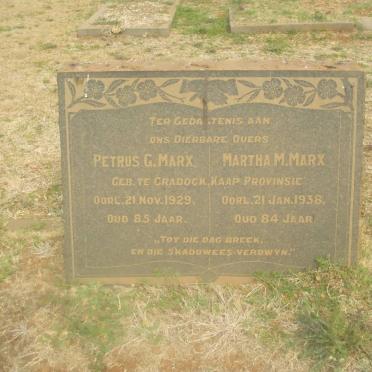 TER GEDAGTENIS AAN
ONS DIERBARE OUERS
PETRUS G. MARX MARTHA M. MARX
GEB. TE CRADOCK, KAAP PROVINSIE
OORL. 21 NOV. 1929. OORL. 21 JAN. 1938.
OUD 85 JAAR. OUD 84 JAAR
„TOT DIE DAG BREEK,
EN DIE SKADUWEES VERDWYN."